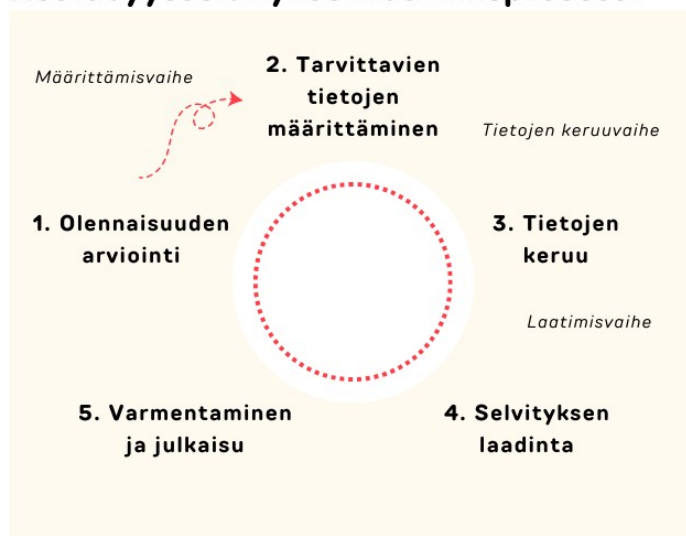 Määrittämisvaihe
2. Tarvittavien
tietojen
määrittäminen
Tietojen keruuvaihe
1. Olennaisuuden
arviointi
3. Tietojen
keruu
Laatimisvaihe
5. Varmentaminen
ja julkaisu
4. Selvityksen
laadinta